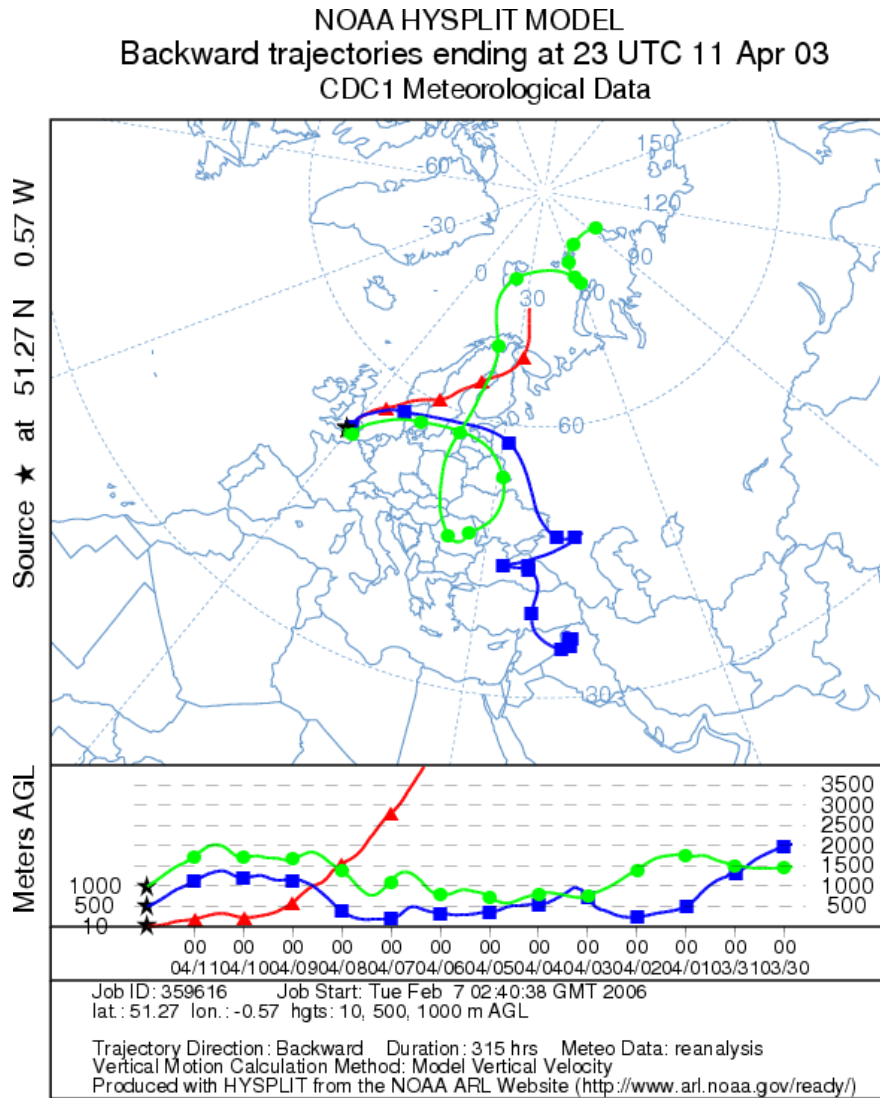 NOAA HYSPLIT MODEL
Backward trajectories ending at 23 UTC 11 Apr 03
CDC1 Meteorological Data
Source ★ at 51.27 N 0.57 W
150
-60
120
-30
90
0
60
30
60
30
Meters AGL
3500
3000
2500
2000
1500
1000 1000
500 500
10
00 00 00 00 00 00 00 00 00 00 00 00 00
04/11 04/10 04/09 04/08 04/07 04/06 04/05 04/04 04/03 04/02 04/01 03/31 03/30
Job ID: 359616 Job Start: Tue Feb 7 02:40:38 GMT 2006
lat.: 51.27 lon.: -0.57 hgts: 10, 500, 1000 m AGL
Trajectory Direction: Backward Duration: 315 hrs Meteo Data: reanalysis
Vertical Motion Calculation Method: Model Vertical Velocity
Produced with HYSPLIT from the NOAA ARL Website (http://www.arl.noaa.gov/ready/)